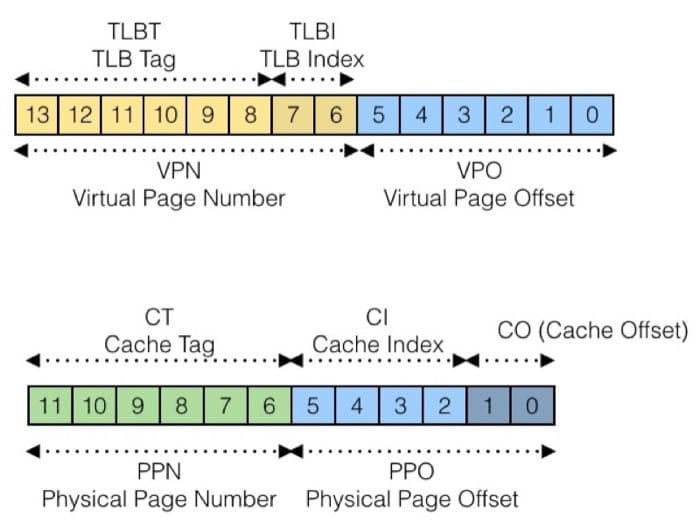 TLBT TLBI
TLB Tag TLB Index
13 12 11 10 9 8 7 6 5 4 3 2 1 0
VPN VPO
Virtual Page Number Virtual Page Offset
CT CI CO (Cache Offset)
Cache Tag Cache Index
11 10 9 8 7 6 5 4 3 2 1 0
PPN PPO
Physical Page Number Physical Page Offset